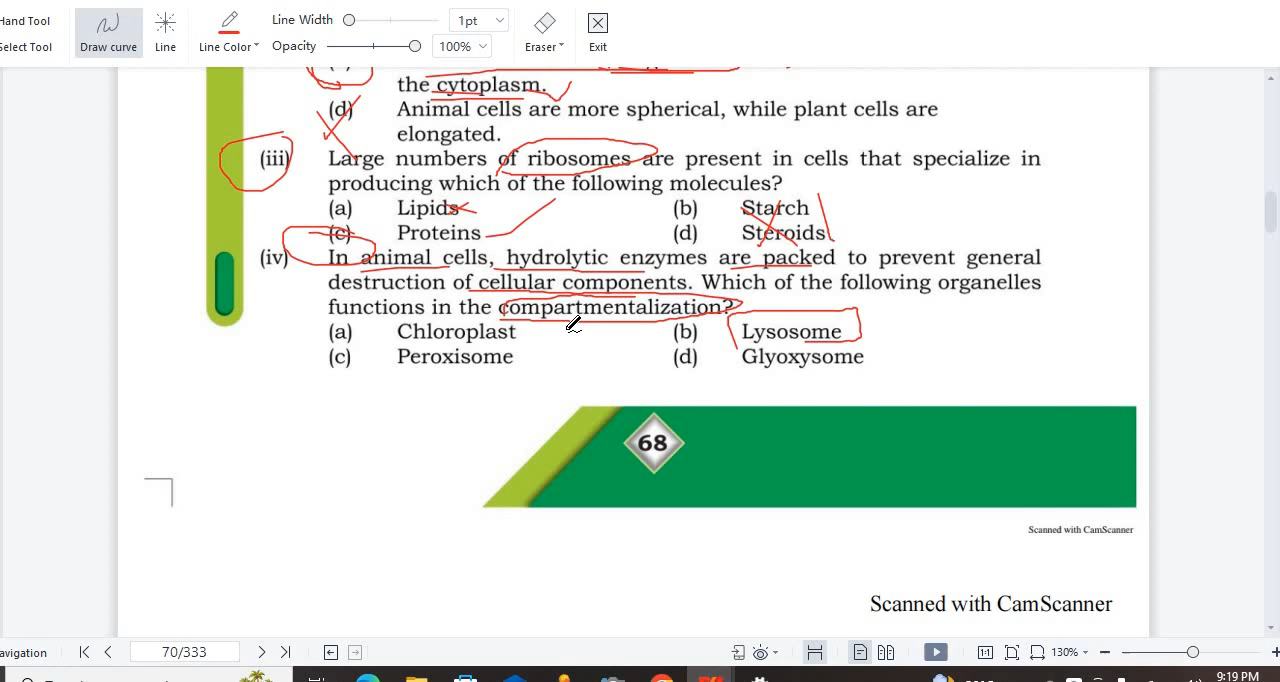 Hand Tool
Select Tool
Draw curve
Line
Line Color
Line Width
1pt
Opacity
100%
Eraser
Exit
the cytoplasm.
(d) Animal cells are more spherical, while plant cells are
elongated.
(iii) Large numbers of ribosomes are present in cells that specialize in
producing which of the following molecules?
(a) Lipids (b) Starch
(c) Proteins (d) Steroids
(iv) In animal cells, hydrolytic enzymes are packed to prevent general
destruction of cellular components. Which of the following organelles
functions in the compartmentalization?
(a) Chloroplast (b) Lysosome
(c) Peroxisome (d) Glyoxysome
68
Scanned with CamScanner
Scanned with CamScanner
avigation
70/333
1:1
130%
9:19 PM